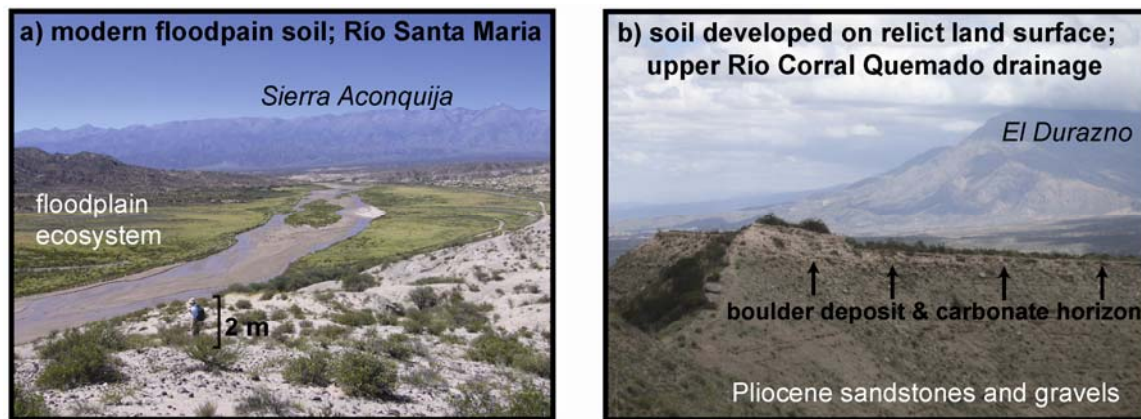 a) modern floodpain soil; Río Santa Maria
Sierra Aconquija
floodplain
ecosystem
2 m
b) soil developed on relict land surface;
upper Río Corral Quemado drainage
El Durazno
boulder deposit & carbonate horizon
Pliocene sandstones and gravels